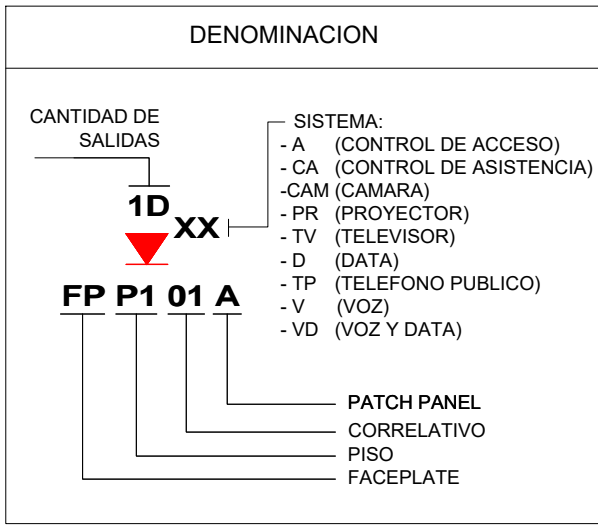 DENOMINACION
CANTIDAD DE
SALIDAS
1D
XX
SISTEMA:
- A (CONTROL DE ACCESO)
- CA (CONTROL DE ASISTENCIA)
-CAM (CAMARA)
- PR (PROYECTOR)
- TV (TELEVISOR)
- D (DATA)
- TP (TELEFONO PUBLICO)
- V (VOZ)
- VD (VOZ Y DATA)
FP P1 01 A
PATCH PANEL
CORRELATIVO
PISO
FACEPLATE